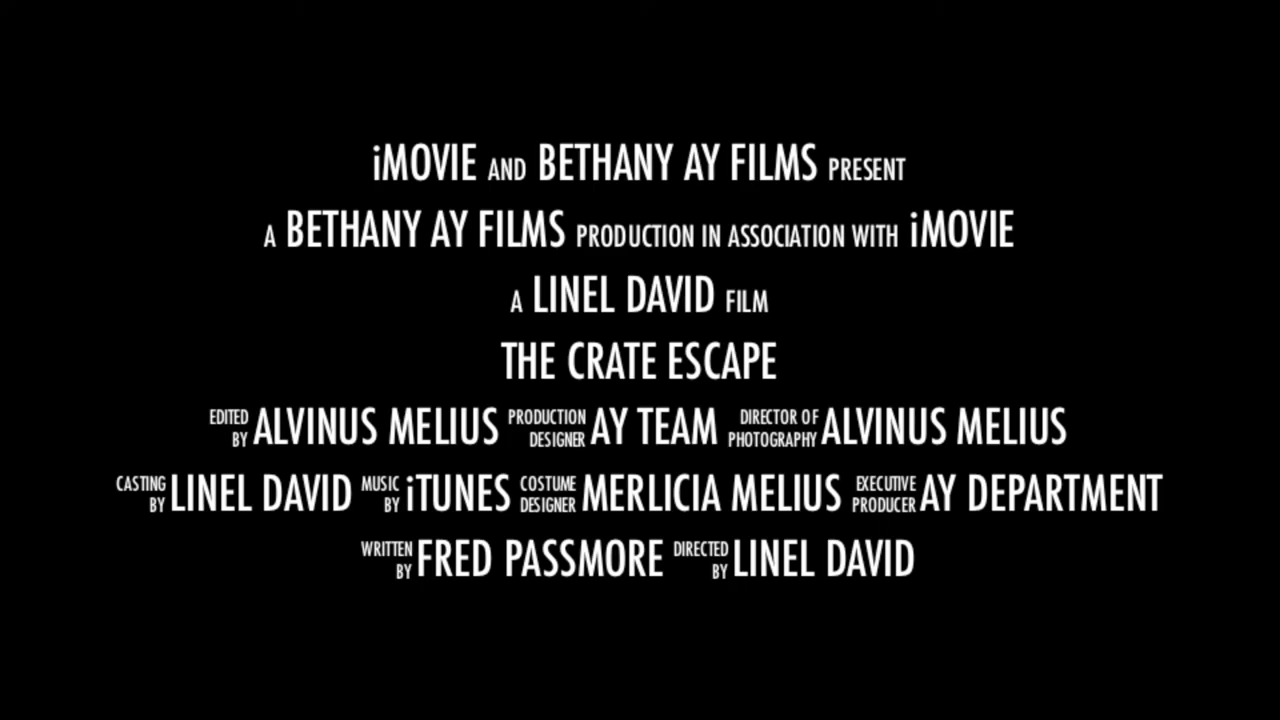 iMOVIE AND BETHANY AY FILMS PRESENT
A BETHANY AY FILMS PRODUCTION IN ASSOCIATION WITH iMOVIE
A LINEL DAVID FILM
THE CRATE ESCAPE
EDITED BY ALVINUS MELIUS PRODUCTION DESIGNER AY TEAM DIRECTOR OF PHOTOGRAPHY ALVINUS MELIUS
CASTING BY LINEL DAVID MUSIC BY iTUNES COSTUME DESIGNER MERLICIA MELIUS EXECUTIVE PRODUCER AY DEPARTMENT
WRITTEN BY FRED PASSMORE DIRECTED BY LINEL DAVID